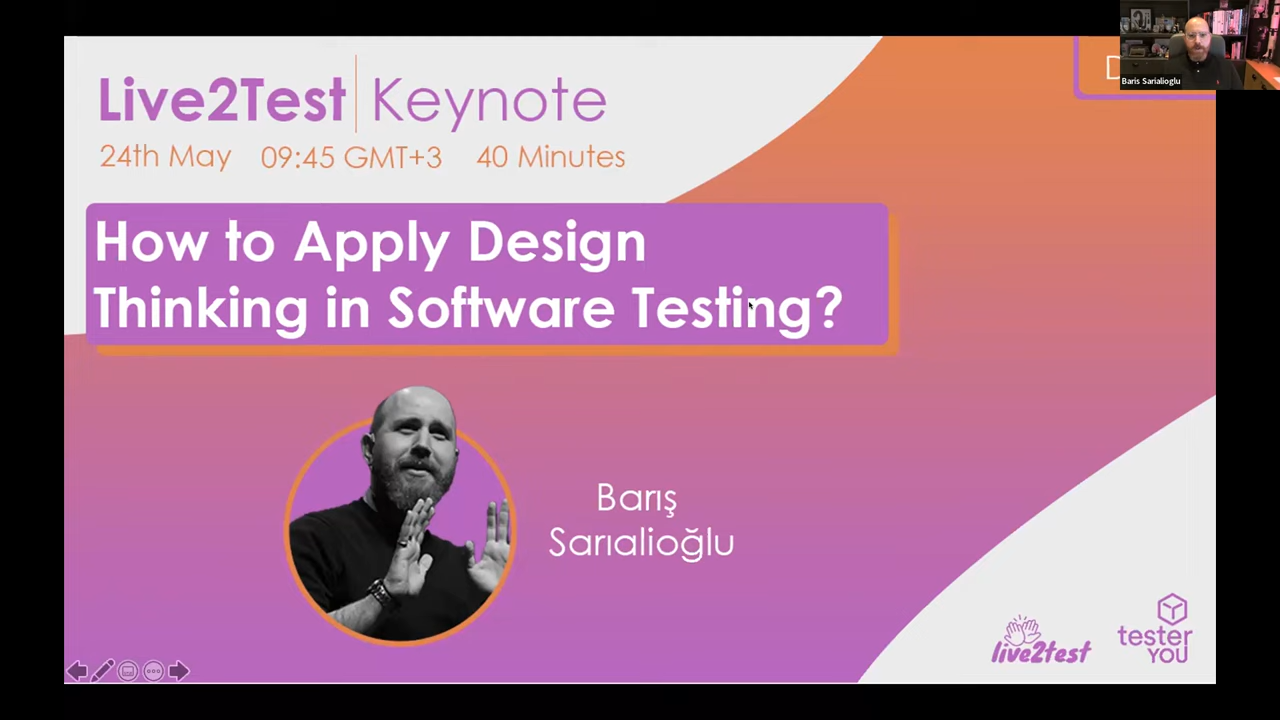 Live2Test Keynote
24th May 09:45 GMT+3 40 Minutes
How to Apply Design
Thinking in Software Testing?
Barış
Sarıalioğlu
live2test
tester
YOU
Baris Sarialioglu